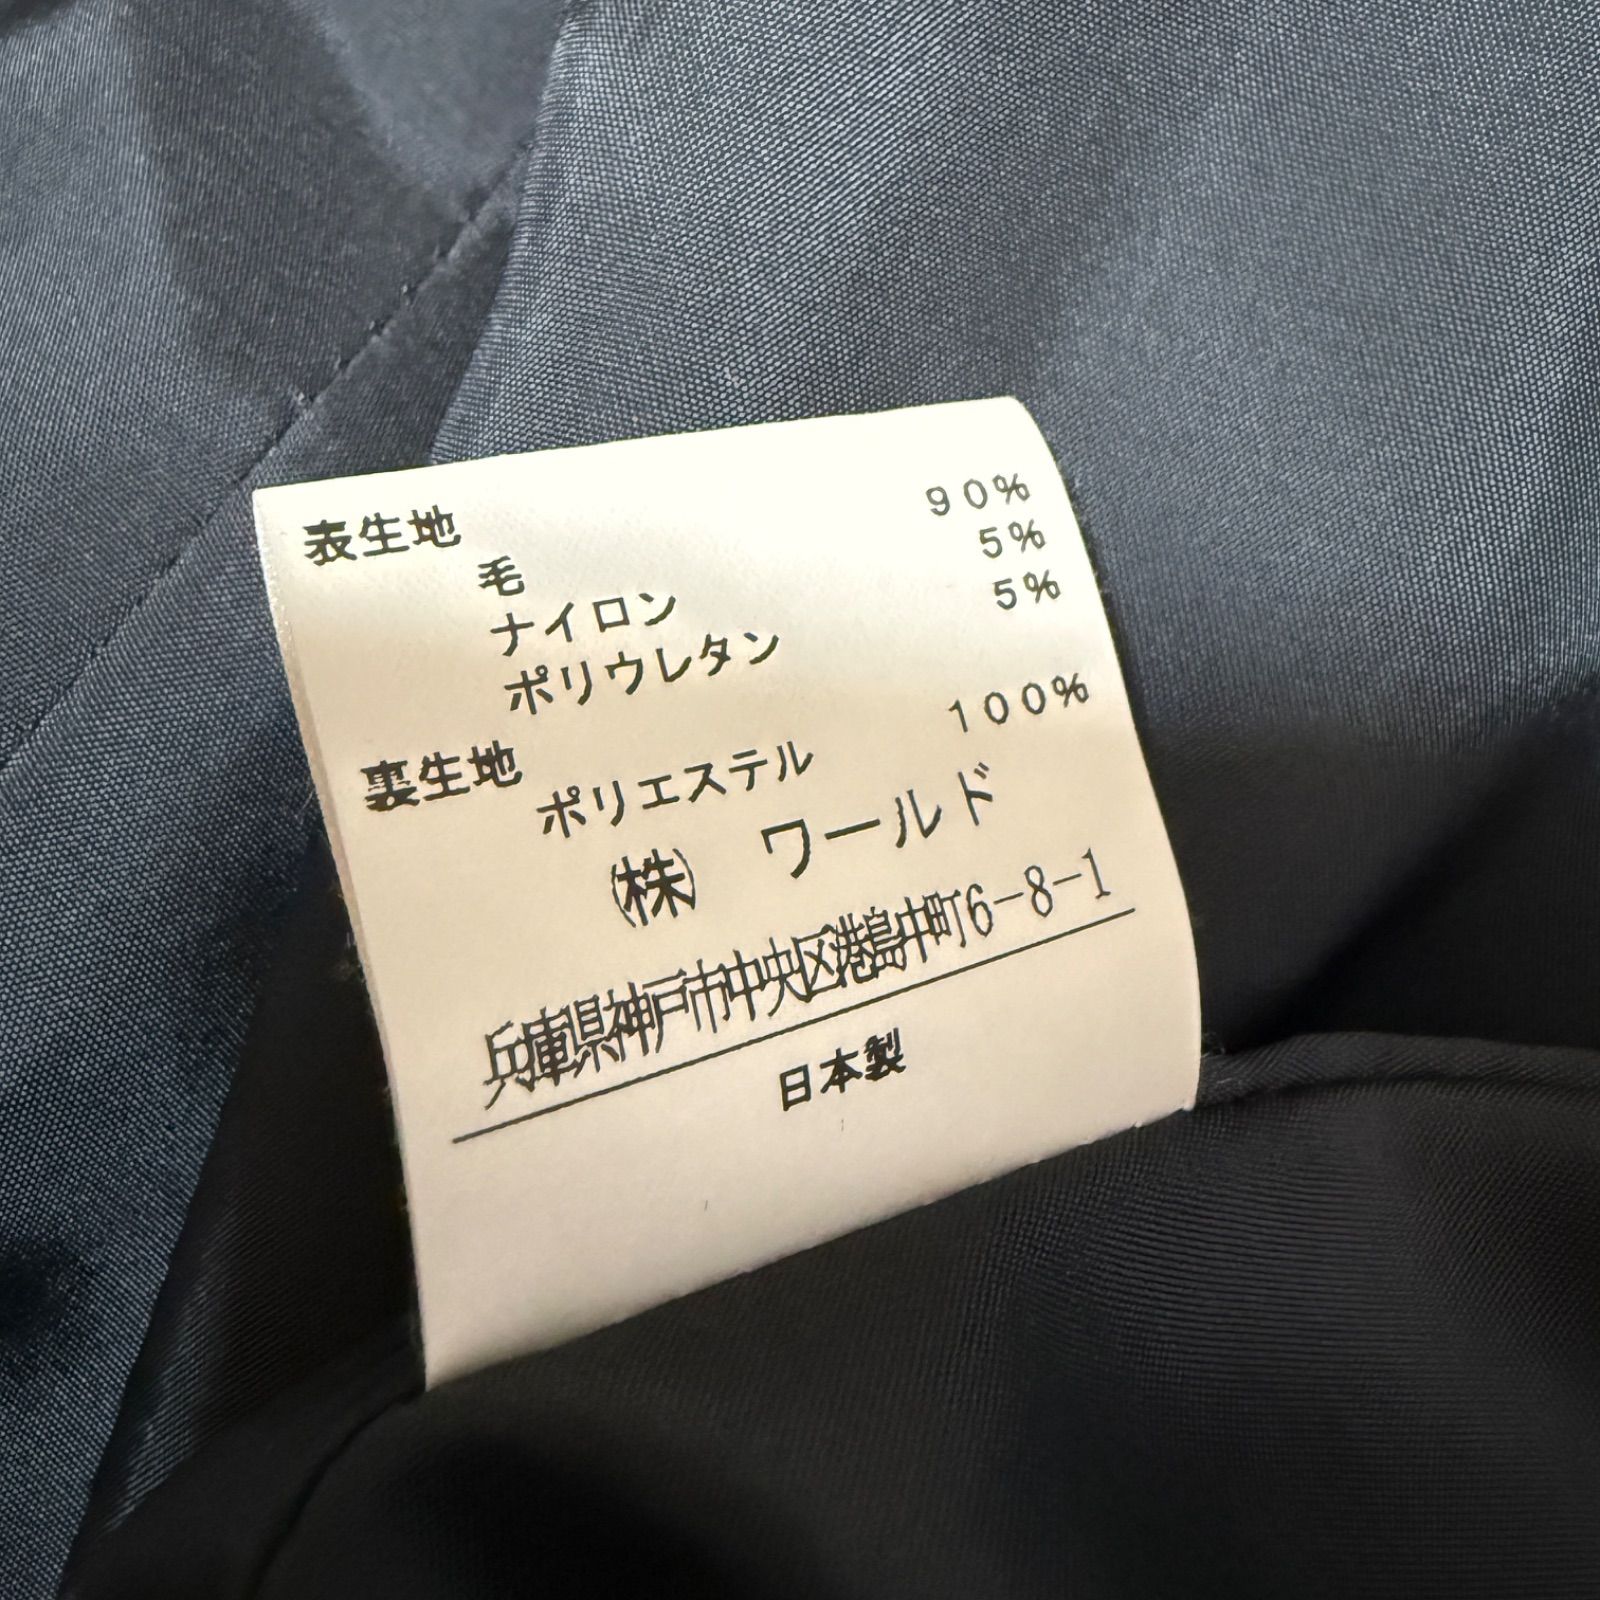 表生地
毛 90%
ナイロン 5%
ポリウレタン 5%
裏生地
ポリエステル 100%
(株) ワールド
兵庫県神戸市中央区港島中町6-8-1
日本製